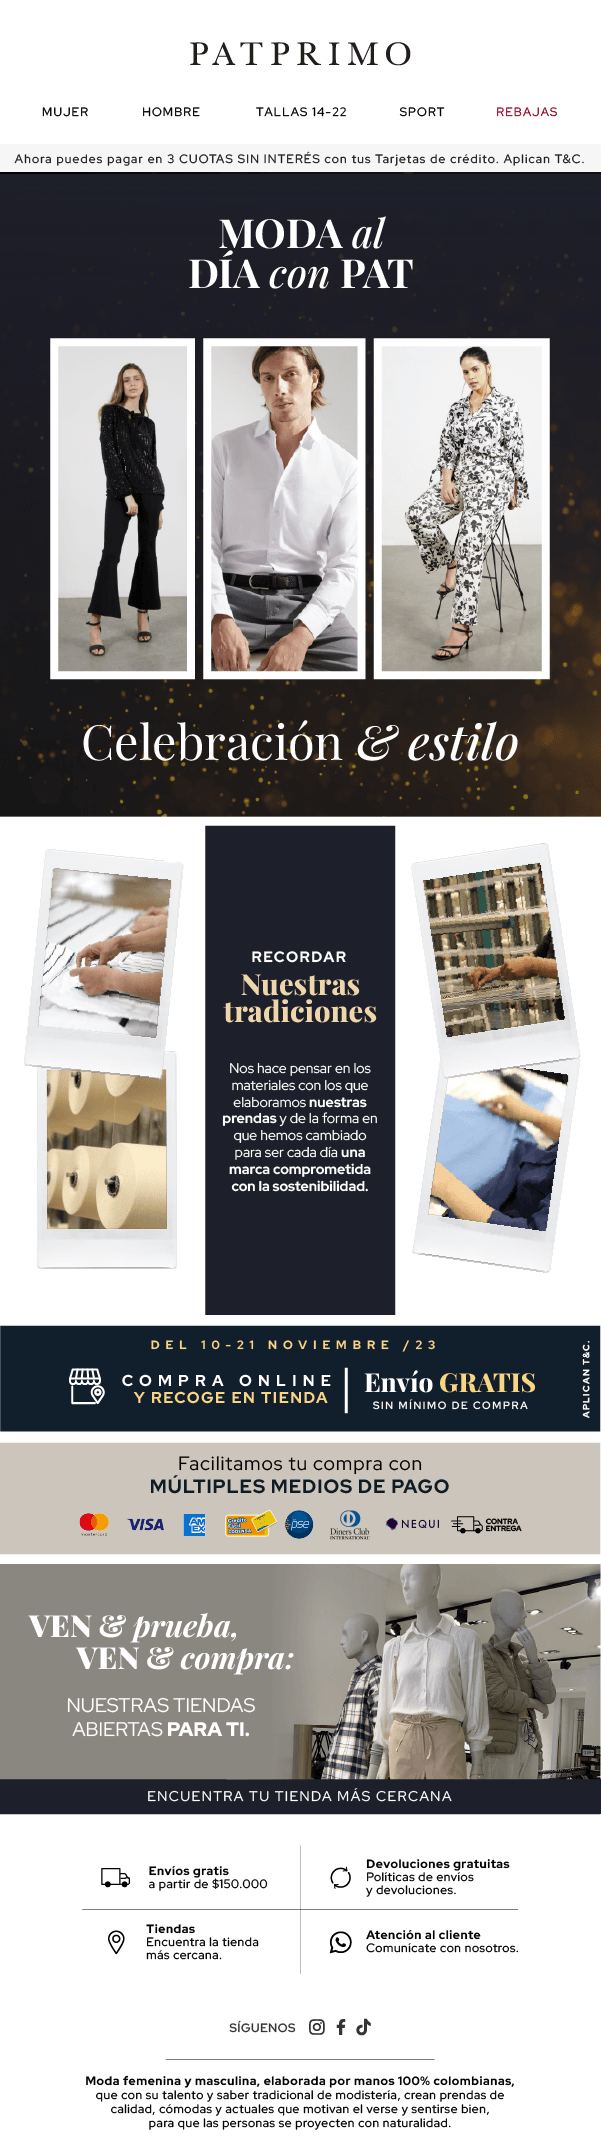 PATPRIMO
MUJER HOMBRE TALLAS 14-22 SPORT REBAJAS
Ahora puedes pagar en 3 CUOTAS SIN INTERÉS con tus Tarjetas de crédito. Aplican T&C.
MODA al
DÍA con PAT
Celebración & estilo
RECORDAR
Nuestras
tradiciones
Nos hace pensar en los
materiales con los que
elaboramos nuestras
prendas y de la forma en
que hemos cambiado
para ser cada día una
marca comprometida
con la sostenibilidad.
DEL 10-21 NOVIEMBRE /23
COMPRA ONLINE
Y RECOGE EN TIENDA
Envío GRATIS
SIN MÍNIMO DE COMPRA
APLICAN T&C.
Facilitamos tu compra con
MÚLTIPLES MEDIOS DE PAGO
mastercard
VISA
AM
EX
pse
Diners Club
INTERNATIONAL
NEQUI
CONTRA
ENTREGA
VEN & prueba,
VEN & compra:
NUESTRAS TIENDAS
ABIERTAS PARA TI.
ENCUENTRA TU TIENDA MÁS CERCANA
Envíos gratis
a partir de $150.000
Devoluciones gratuitas
Políticas de envíos
y devoluciones.
Tiendas
Encuentra la tienda
más cercana.
Atención al cliente
Comunícate con nosotros.
SÍGUENOS
Moda femenina y masculina, elaborada por manos 100% colombianas,
que con su talento y saber tradicional de modistería, crean prendas de
calidad, cómodas y actuales que motivan el verse y sentirse bien,
para que las personas se proyecten con naturalidad.